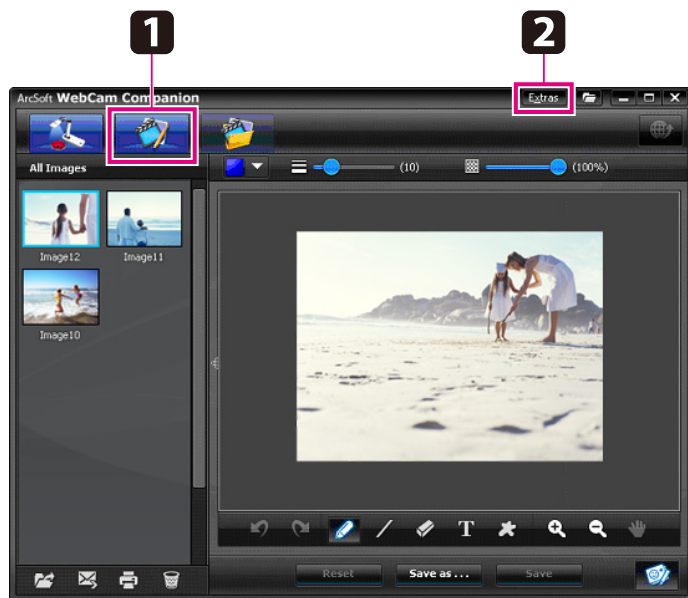 1
2
ArcSoft WebCam Companion
Extras
All Images
(10)
(100%)
Image12
Image11
Image10
T
Reset
Save as ...
Save